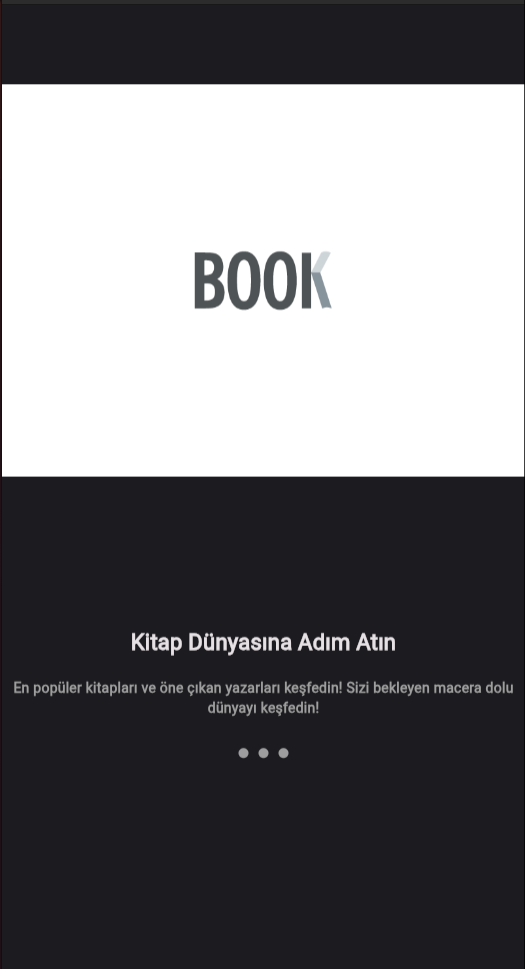 BOOK
Kitap Dünyasına Adım Atın
En popüler kitapları ve öne çıkan yazarları keşfedin! Sizi bekleyen macera dolu
dünyayı keşfedin!